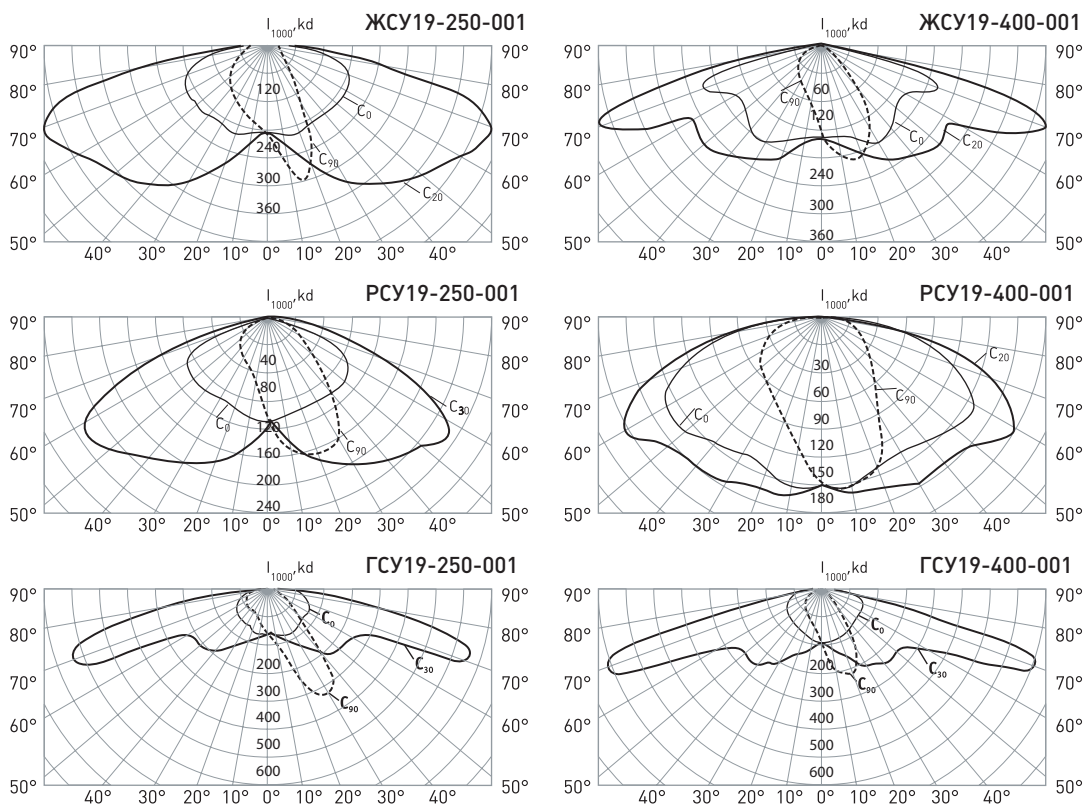 I1000,kd ЖСУ19-250-001
90° 90°
120
80° 80°
C0
70° 240 C90 70°
60° 300 C20 60°
360
50° 50°
40° 30° 20° 10° 0° 10° 20° 30° 40°
I1000,kd ЖСУ19-400-001
90° 90°
60
80° C90 80°
120
70° C0 C20 70°
240
60° 60°
300
50° 360 50°
40° 30° 20° 10° 0° 10° 20° 30° 40°
I1000,kd РСУ19-250-001
90° 90°
40
80° 80°
80
70° C30 70°
C0 120
60° 160 C90 60°
200
240
50° 50°
40° 30° 20° 10° 0° 10° 20° 30° 40°
I1000,kd РСУ19-400-001
90° 90°
C20
30
80° 80°
60 C90
70° C0 90 70°
120
60° 150 60°
180
50° 50°
40° 30° 20° 10° 0° 10° 20° 30° 40°
I1000,kd ГСУ19-250-001
90° 90°
C0
80° 80°
200 C30
70° 300 C90 70°
400
60° 500 60°
600
50° 50°
40° 30° 20° 10° 0° 10° 20° 30° 40°
I1000,kd ГСУ19-400-001
90° 90°
C0
80° 80°
200 C30
70° C90 70°
300
400
60° 500 60°
600
50° 50°
40° 30° 20° 10° 0° 10° 20° 30° 40°